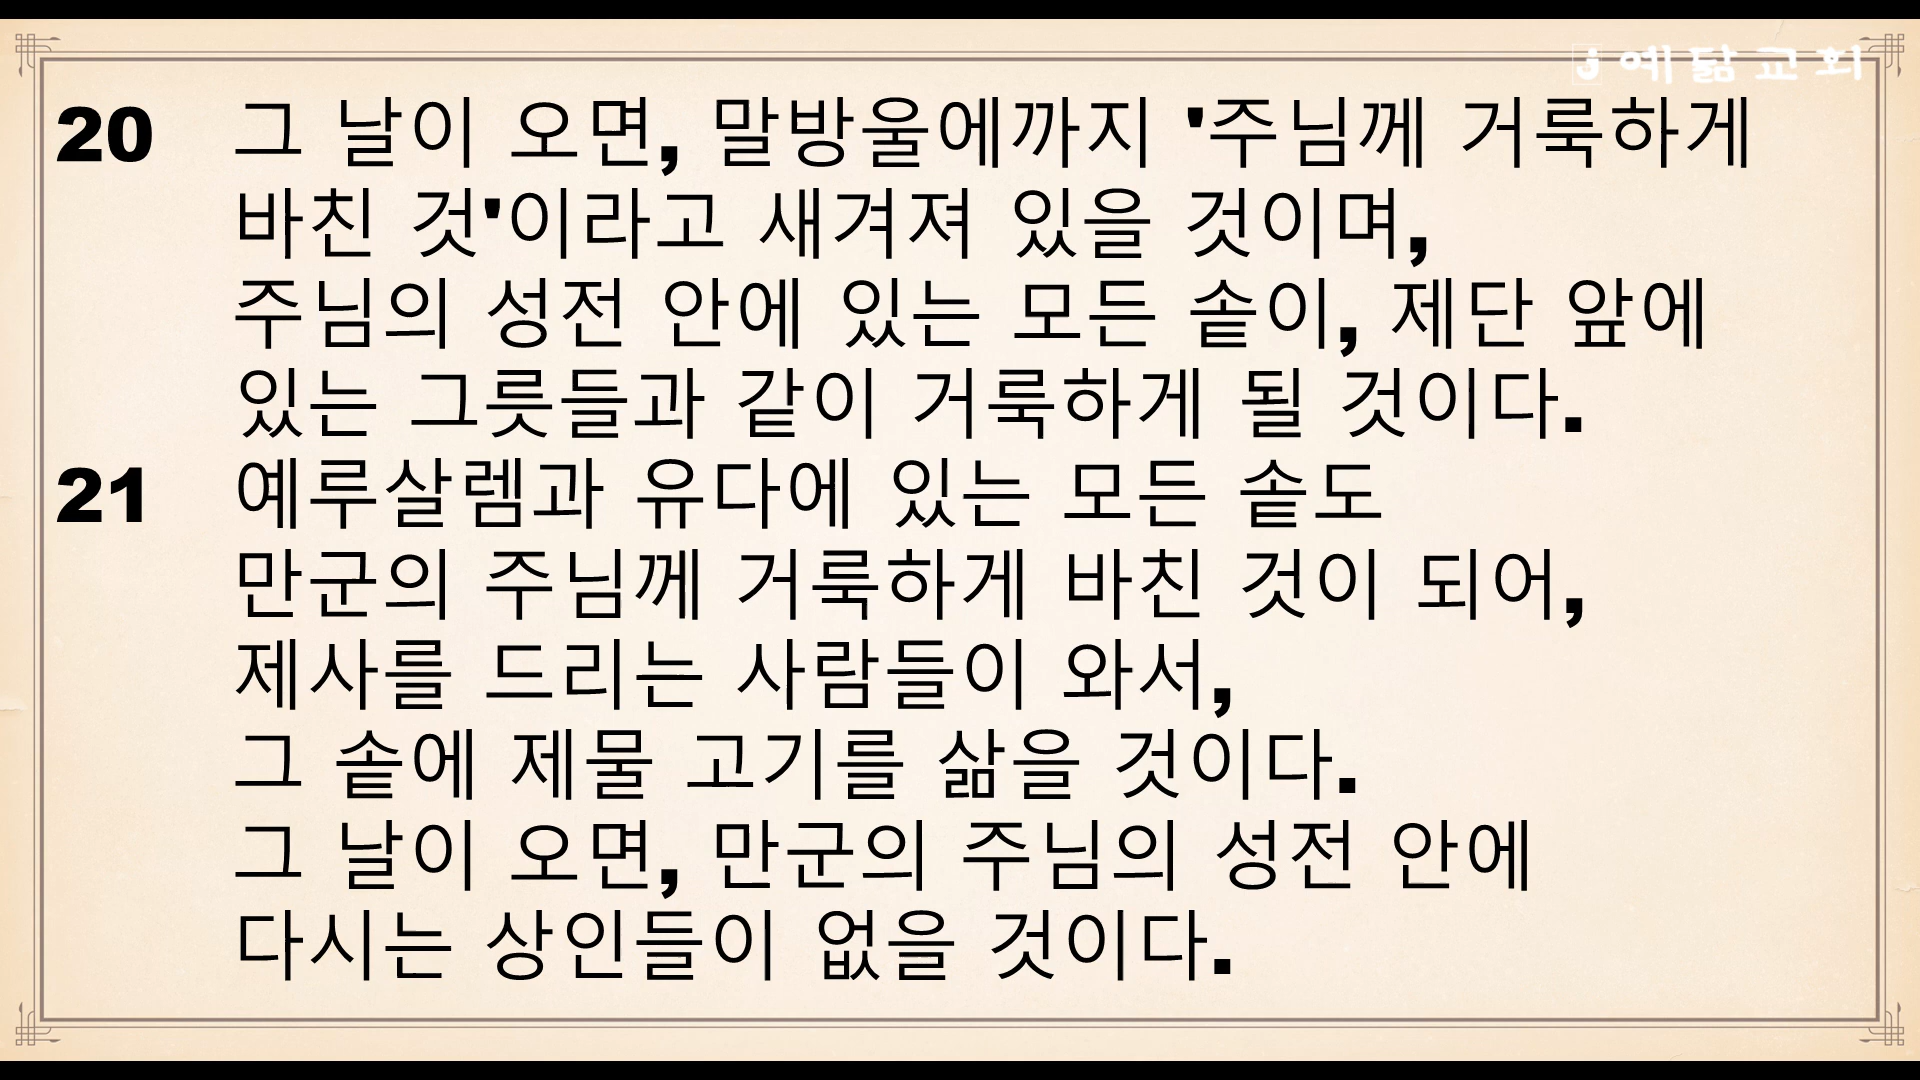 예닮교회
20 그 날이 오면, 말방울에까지 '주님께 거룩하게
바친 것'이라고 새겨져 있을 것이며,
주님의 성전 안에 있는 모든 솥이, 제단 앞에
있는 그릇들과 같이 거룩하게 될 것이다.
21 예루살렘과 유다에 있는 모든 솥도
만군의 주님께 거룩하게 바친 것이 되어,
제사를 드리는 사람들이 와서,
그 솥에 제물 고기를 삶을 것이다.
그 날이 오면, 만군의 주님의 성전 안에
다시는 상인들이 없을 것이다.